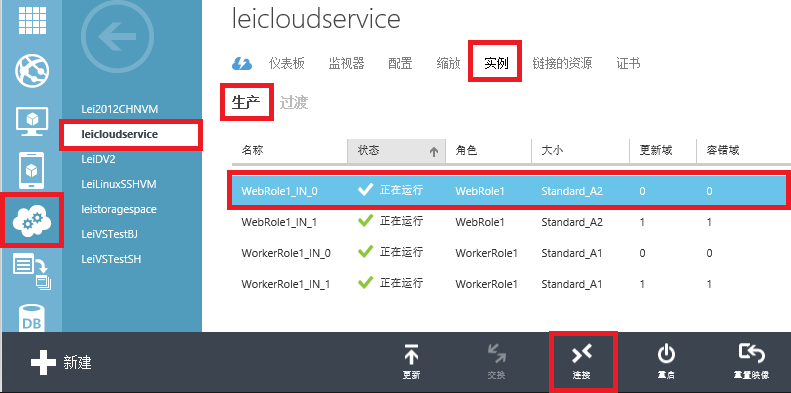 leicloudservice
仪表板 监视器 配置 缩放 实例 链接的资源 证书
生产 过渡
Lei2012CHNVM
leicloudservice
LeiDV2
LeiLinuxSSHVM
leistoragespace
LeiVSTestBJ
LeiVSTestSH
DB
名称 状态 角色 大小 更新域 容错域
WebRole1_IN_0 正在运行 WebRole1 Standard_A2 0 0
WebRole1_IN_1 正在运行 WebRole1 Standard_A2 1 1
WorkerRole1_IN_0 正在运行 WorkerRole1 Standard_A1 0 0
WorkerRole1_IN_1 正在运行 WorkerRole1 Standard_A1 1 1
新建 更新 交换 连接 重启 重置映像